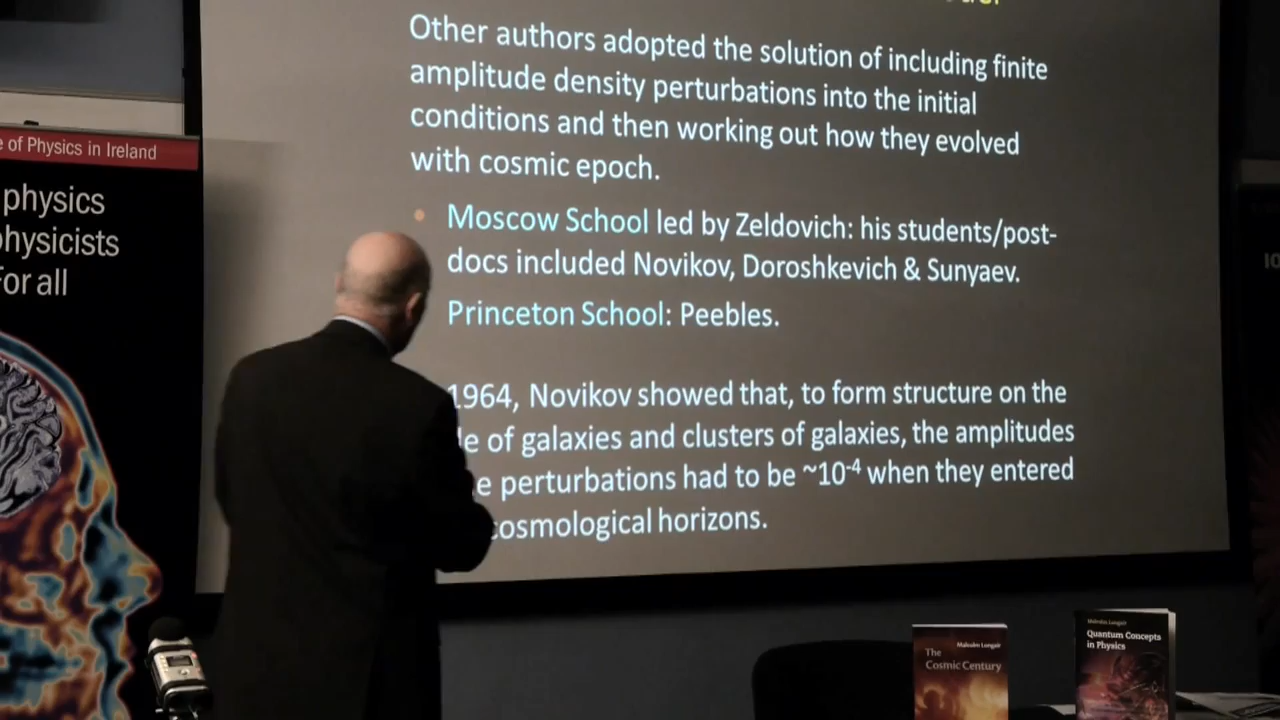 Other authors adopted the solution of including finite
amplitude density perturbations into the initial
conditions and then working out how they evolved
with cosmic epoch.
Moscow School led by Zeldovich: his students/post-
docs included Novikov, Doroshkevich & Sunyaev.
Princeton School: Peebles.
1964, Novikov showed that, to form structure on the
of galaxies and clusters of galaxies, the amplitudes
perturbations had to be ~10⁻⁴ when they entered
cosmological horizons.
of Physics in Ireland
physics
physicists
For all
Malcolm Longair
The
Cosmic Century
Malcolm Longair
Quantum Concepts
in Physics